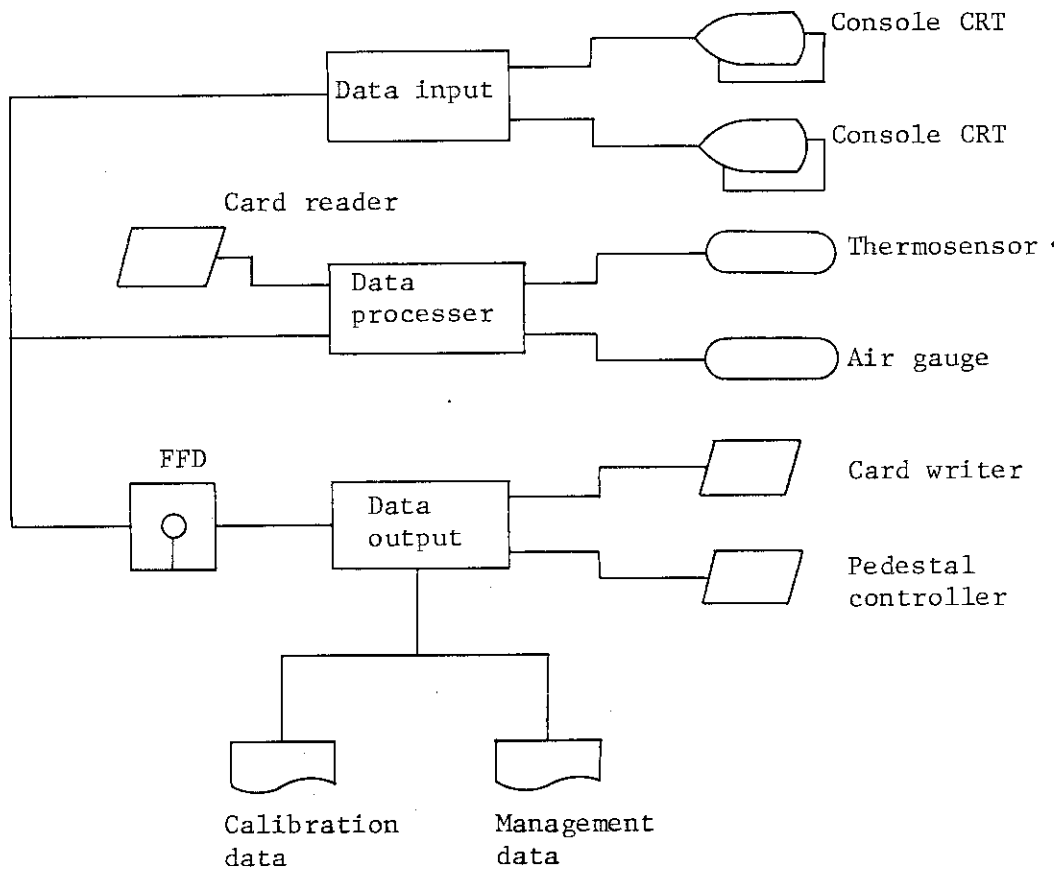 Console CRT
Data input
Console CRT
Card reader
Thermosensor
Data
processer
Air gauge
FFD
Card writer
Data
output
Pedestal
controller
Calibration
data
Management
data